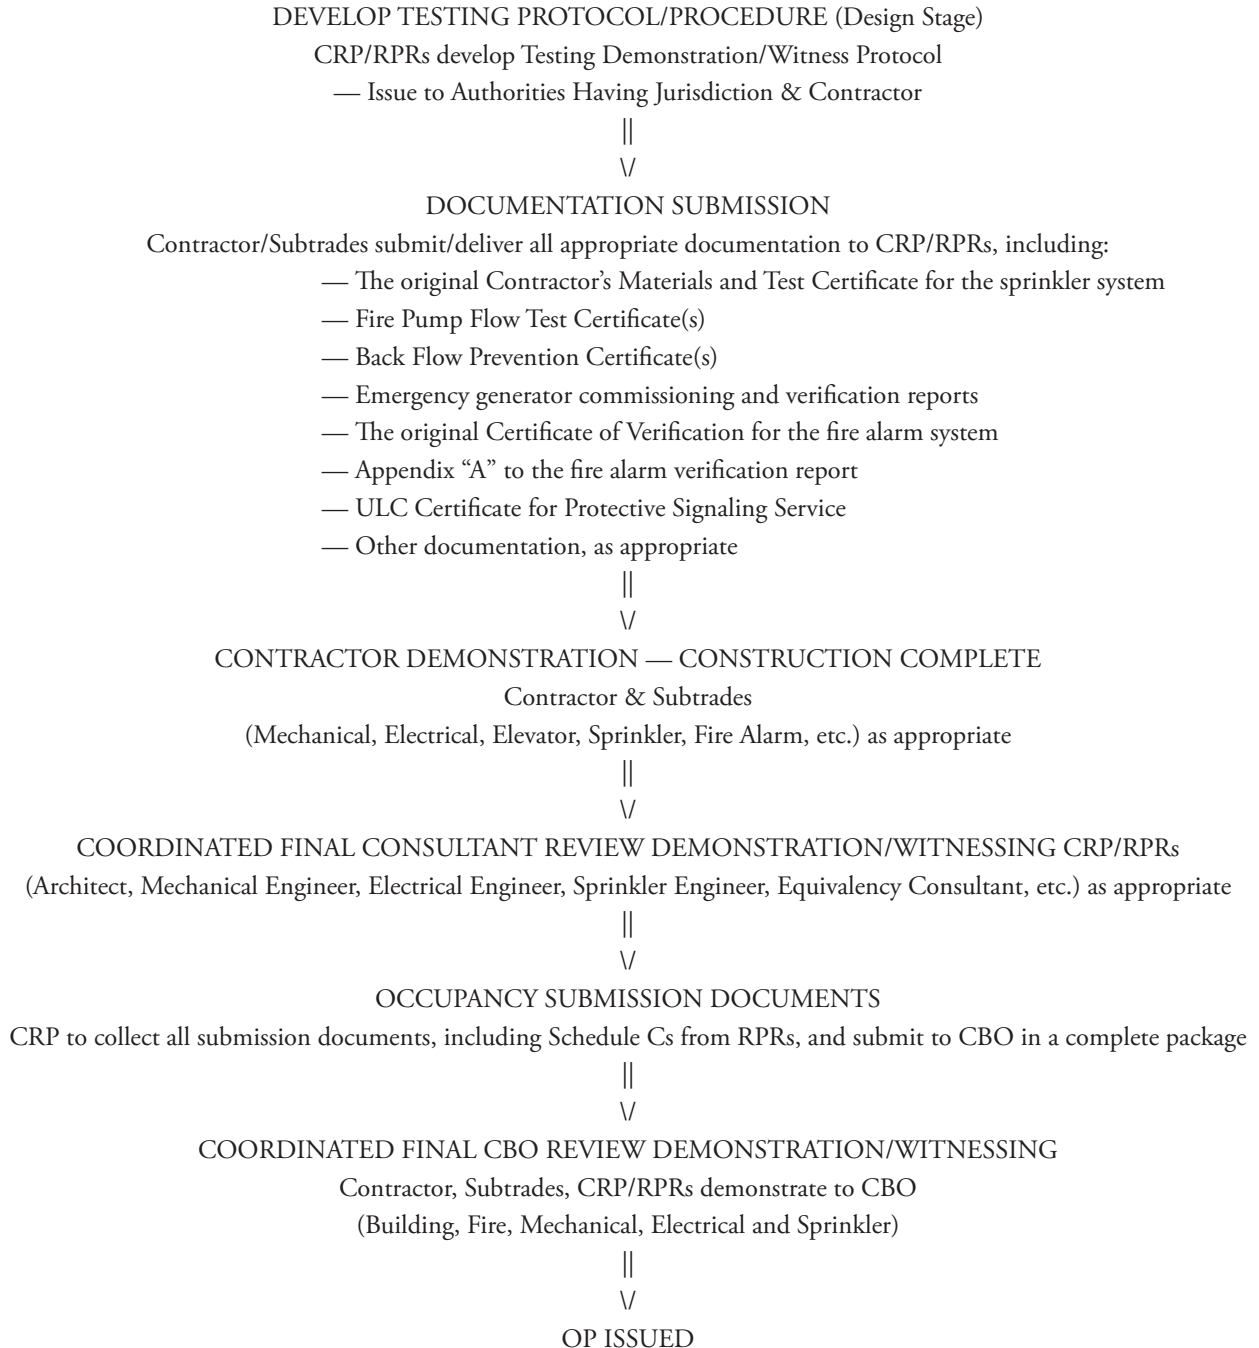 DEVELOP TESTING PROTOCOL/PROCEDURE (Design Stage)
CRP/RPRs develop Testing Demonstration/Witness Protocol
— Issue to Authorities Having Jurisdiction & Contractor
||
\/
DOCUMENTATION SUBMISSION
Contractor/Subtrades submit/deliver all appropriate documentation to CRP/RPRs, including:
— The original Contractor’s Materials and Test Certificate for the sprinkler system
— Fire Pump Flow Test Certificate(s)
— Back Flow Prevention Certificate(s)
— Emergency generator commissioning and verification reports
— The original Certificate of Verification for the fire alarm system
— Appendix “A” to the fire alarm verification report
— ULC Certificate for Protective Signaling Service
— Other documentation, as appropriate
||
\/
CONTRACTOR DEMONSTRATION — CONSTRUCTION COMPLETE
Contractor & Subtrades
(Mechanical, Electrical, Elevator, Sprinkler, Fire Alarm, etc.) as appropriate
||
\/
COORDINATED FINAL CONSULTANT REVIEW DEMONSTRATION/WITNESSING CRP/RPRs
(Architect, Mechanical Engineer, Electrical Engineer, Sprinkler Engineer, Equivalency Consultant, etc.) as appropriate
||
\/
OCCUPANCY SUBMISSION DOCUMENTS
CRP to collect all submission documents, including Schedule Cs from RPRs, and submit to CBO in a complete package
||
\/
COORDINATED FINAL CBO REVIEW DEMONSTRATION/WITNESSING
Contractor, Subtrades, CRP/RPRs demonstrate to CBO
(Building, Fire, Mechanical, Electrical and Sprinkler)
||
\/
OP ISSUED